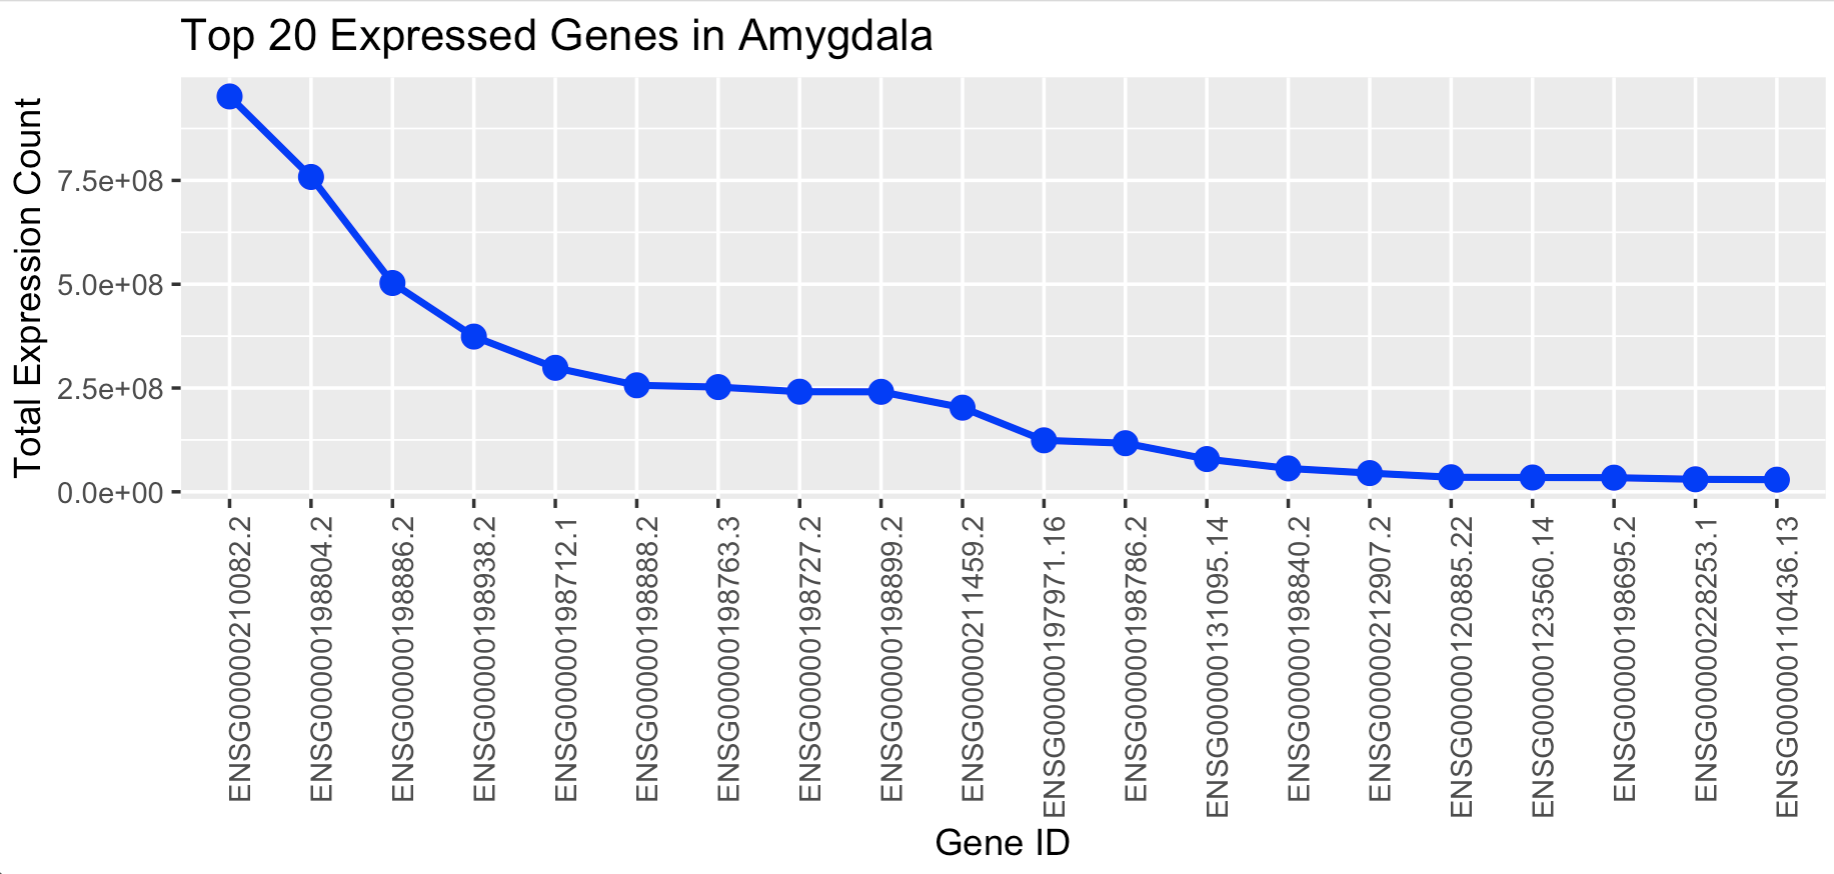 Top 20 Expressed Genes in Amygdala
Total Expression Count
7.5e+08
5.0e+08
2.5e+08
0.0e+00
ENSG00000210082.2
ENSG00000198804.2
ENSG00000198886.2
ENSG00000198938.2
ENSG00000198712.1
ENSG00000198888.2
ENSG00000198763.3
ENSG00000198727.2
ENSG00000198899.2
ENSG00000211459.2
ENSG00000197971.16
ENSG00000198786.2
ENSG00000131095.14
ENSG00000198840.2
ENSG00000212907.2
ENSG00000120885.22
ENSG00000123560.14
ENSG00000198695.2
ENSG00000228253.1
ENSG00000110436.13
Gene ID